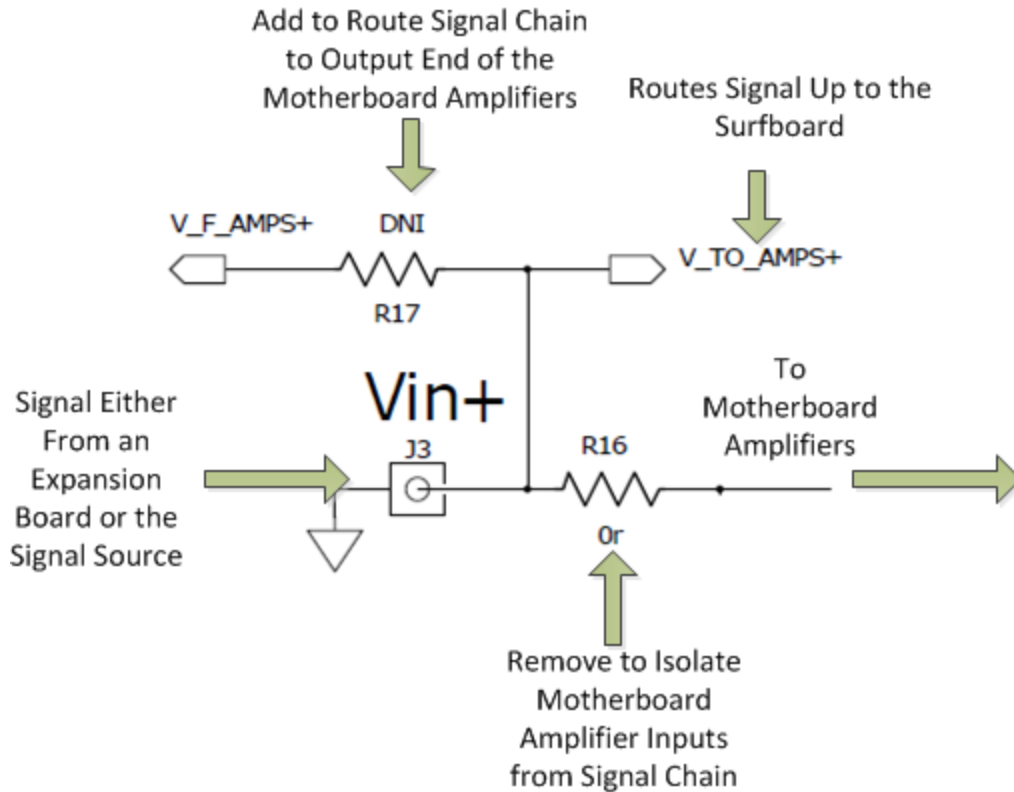 Add to Route Signal Chain
to Output End of the
Motherboard Amplifiers
Routes Signal Up to the
Surfboard
V_F_AMPS+
DNI
V_TO_AMPS+
R17
Signal Either
From an
Expansion
Board or the
Signal Source
Vin+
J3
R16
0r
To
Motherboard
Amplifiers
Remove to Isolate
Motherboard
Amplifier Inputs
from Signal Chain